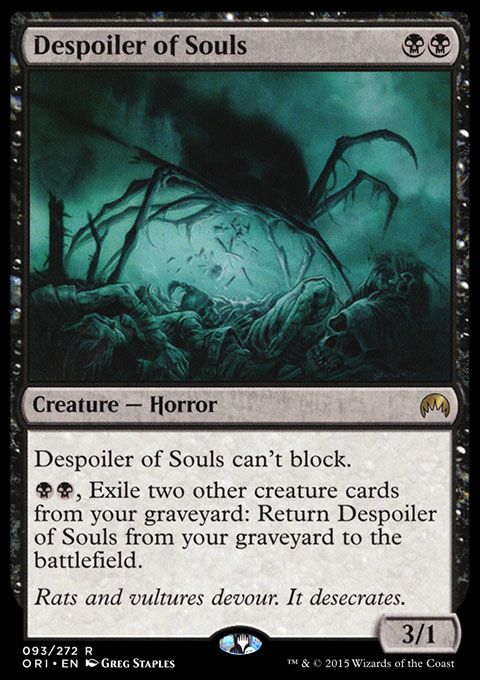 Despoiler of Souls
Creature — Horror
Despoiler of Souls can't block.
, Exile two other creature cards
from your graveyard: Return Despoiler
of Souls from your graveyard to the
battlefield.
Rats and vultures devour. It desecrates.
3/1
093/272 R
ORI • EN Greg Staples
™ & © 2015 Wizards of the Coast